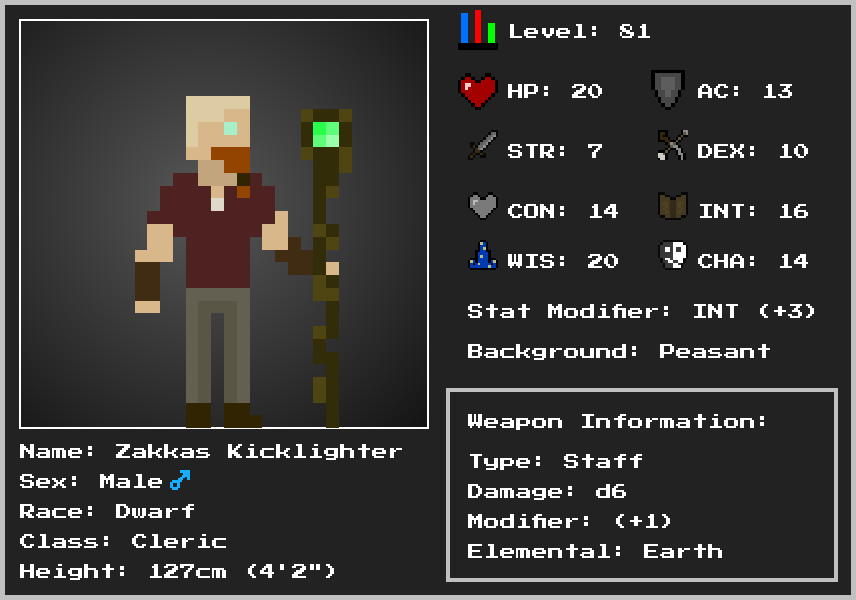 Level: 81
HP: 20
AC: 13
STR: 7
DEX: 10
CON: 14
INT: 16
WIS: 20
CHA: 14
Stat Modifier: INT (+3)
Background: Peasant
Name: Zakkas Kicklighter
Sex: Male♂
Race: Dwarf
Class: Cleric
Height: 127cm (4'2")
Weapon Information:
Type: Staff
Damage: d6
Modifier: (+1)
Elemental: Earth